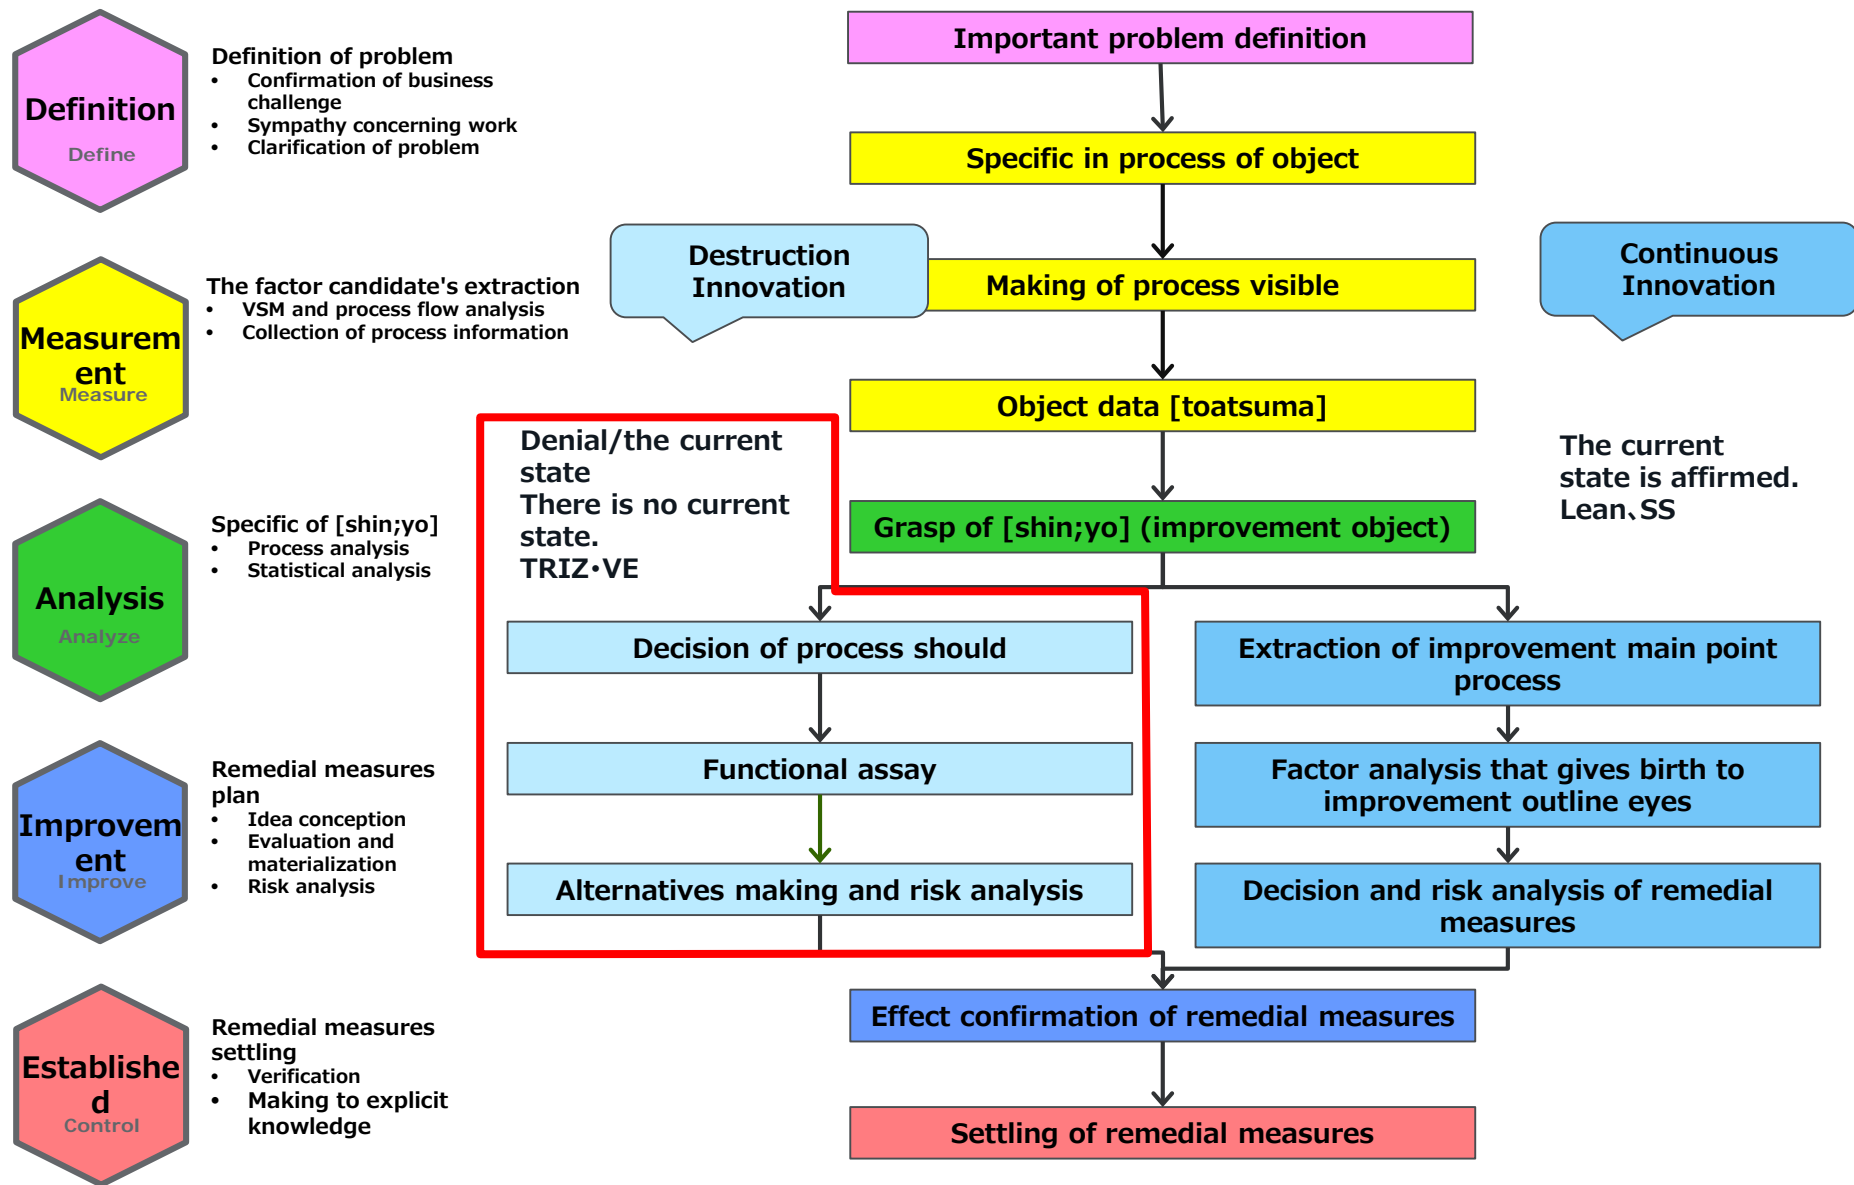 Definition
Define
Definition of problem
• Confirmation of business
challenge
• Sympathy concerning work
• Clarification of problem
Measurem
ent
Measure
The factor candidate's extraction
• VSM and process flow analysis
• Collection of process information
Analysis
Analyze
Specific of [shin;yo]
• Process analysis
• Statistical analysis
Improvem
ent
Improve
Remedial measures
plan
• Idea conception
• Evaluation and
materialization
• Risk analysis
Establishe
d
Control
Remedial measures
settling
• Verification
• Making to explicit
knowledge
Important problem definition
Specific in process of object
Destruction
Innovation
Making of process visible
Continuous
Innovation
Object data [toatsuma]
Denial/the current
state
There is no current
state.
TRIZ・VE
The current
state is affirmed.
Lean、SS
Grasp of [shin;yo] (improvement object)
Decision of process should
Functional assay
Alternatives making and risk analysis
Extraction of improvement main point
process
Factor analysis that gives birth to
improvement outline eyes
Decision and risk analysis of remedial
measures
Effect confirmation of remedial measures
Settling of remedial measures